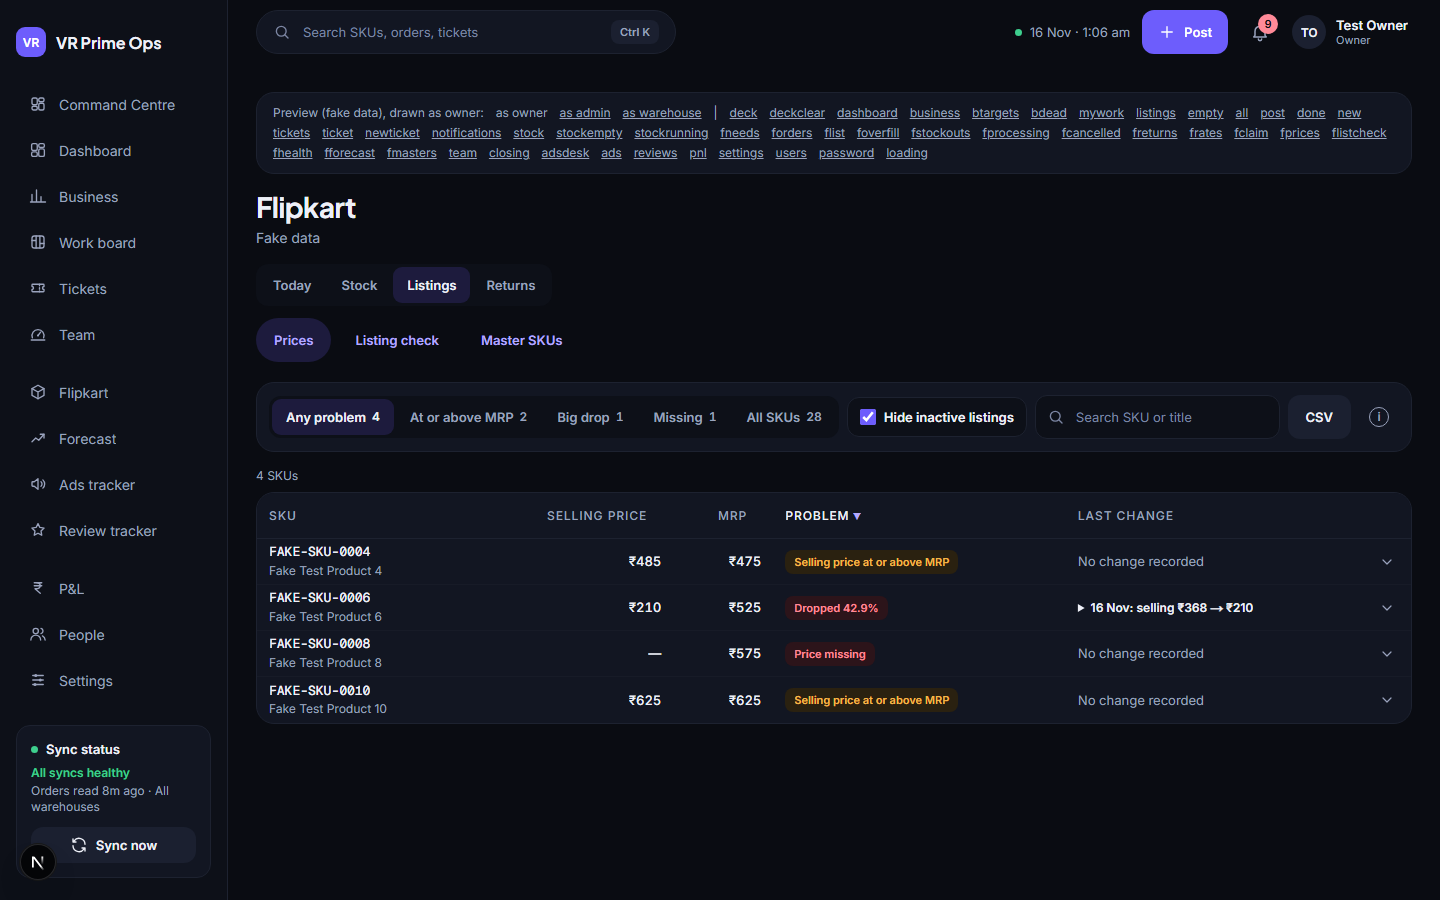 VR VR Prime Ops
Search SKUs, orders, tickets Ctrl K
16 Nov · 1:06 am
+ Post
9
TO Test Owner
Owner
Command Centre
Dashboard
Business
Work board
Tickets
Team
Flipkart
Forecast
Ads tracker
Review tracker
₹ P&L
People
Settings
Sync status
All syncs healthy
Orders read 8m ago · All
warehouses
Sync now
N
Preview (fake data), drawn as owner: as owner as admin as warehouse | deck deckclear dashboard business btargets bdead mywork listings empty all post done new
tickets ticket newticket notifications stock stockempty stockrunning fneeds forders flist foverfill fstockouts fprocessing fcancelled freturns frates fclaim fprices flistcheck
fhealth fforecast fmasters team closing adsdesk ads reviews pnl settings users password loading
Flipkart
Fake data
Today Stock Listings Returns
Prices Listing check Master SKUs
Any problem 4 At or above MRP 2 Big drop 1 Missing 1 All SKUs 28 Hide inactive listings Search SKU or title CSV i
4 SKUs
SKU SELLING PRICE MRP PROBLEM ▼ LAST CHANGE
FAKE-SKU-0004
Fake Test Product 4
₹485 ₹475 Selling price at or above MRP No change recorded
FAKE-SKU-0006
Fake Test Product 6
₹210 ₹525 Dropped 42.9% ▶ 16 Nov: selling ₹368 → ₹210
FAKE-SKU-0008
Fake Test Product 8
— ₹575 Price missing No change recorded
FAKE-SKU-0010
Fake Test Product 10
₹625 ₹625 Selling price at or above MRP No change recorded